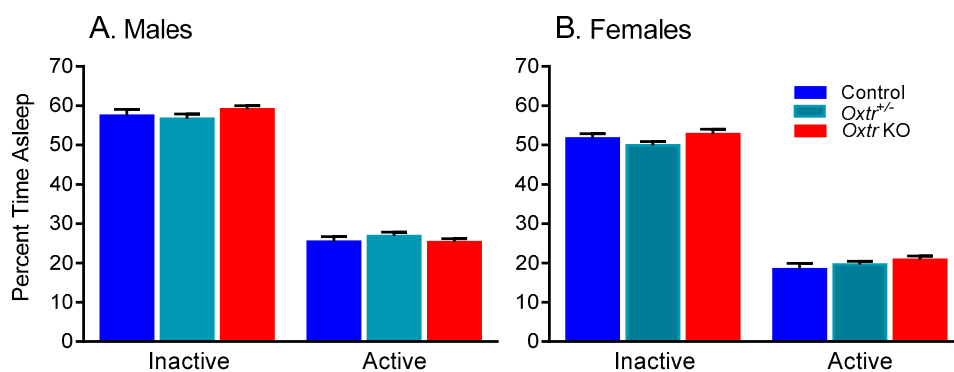 A. Males
B. Females
Percent Time Asleep
70
60
50
40
30
20
10
0
Inactive
Active
70
60
50
40
30
20
10
0
Inactive
Active
Control
Oxtr+/-
Oxtr KO